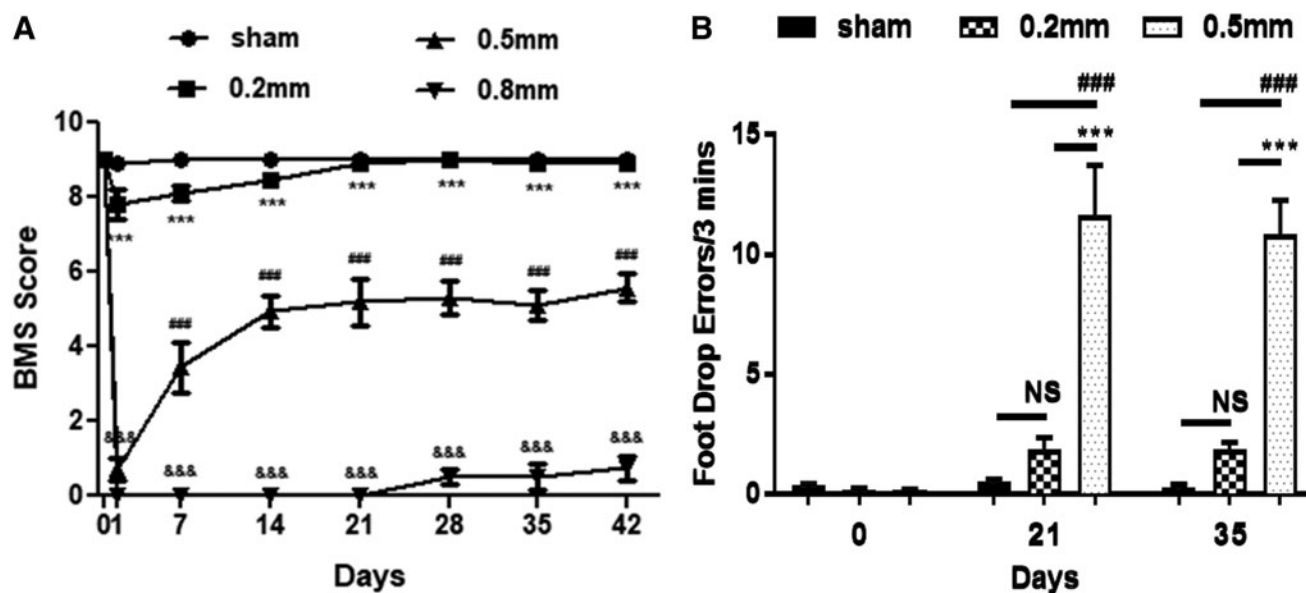 A
sham
0.5mm
0.2mm
0.8mm
BMS Score
10
8
6
4
2
0
***
***
***
***
***
***
***
###
###
###
###
###
###
&&&
&&&
&&&
&&&
&&&
&&&
&&&
01
7
14
21
28
35
42
Days
B
sham
0.2mm
0.5mm
Foot Drop Errors/3 mins
15
10
5
0
###
***
NS
###
***
NS
0
21
35
Days